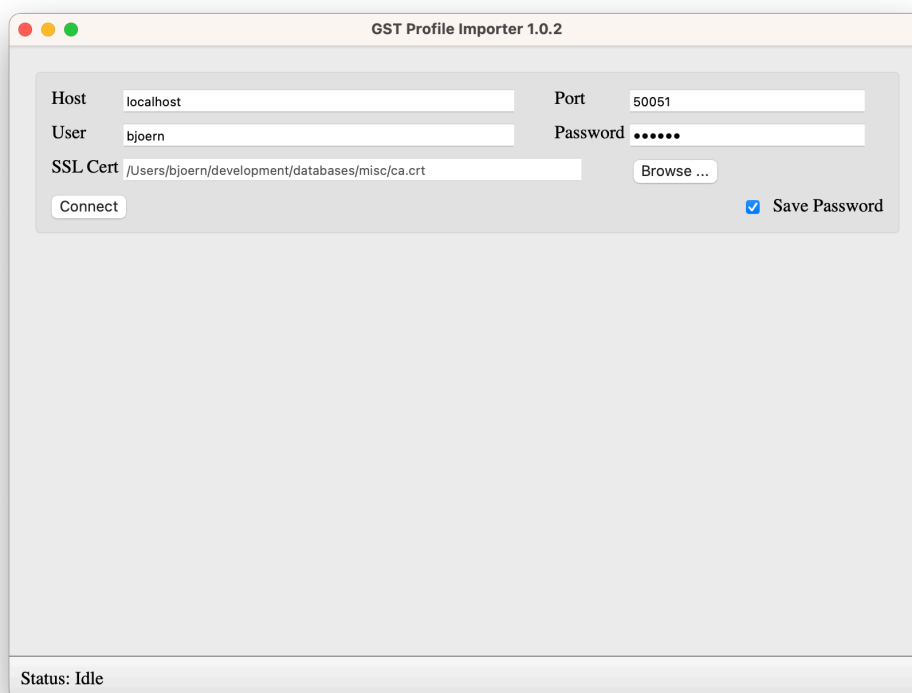 GST Profile Importer 1.0.2
Host localhost Port 50051
User bjoern Password ••••••
SSL Cert /Users/bjoern/development/databases/misc/ca.crt Browse ...
Connect Save Password
Status: Idle